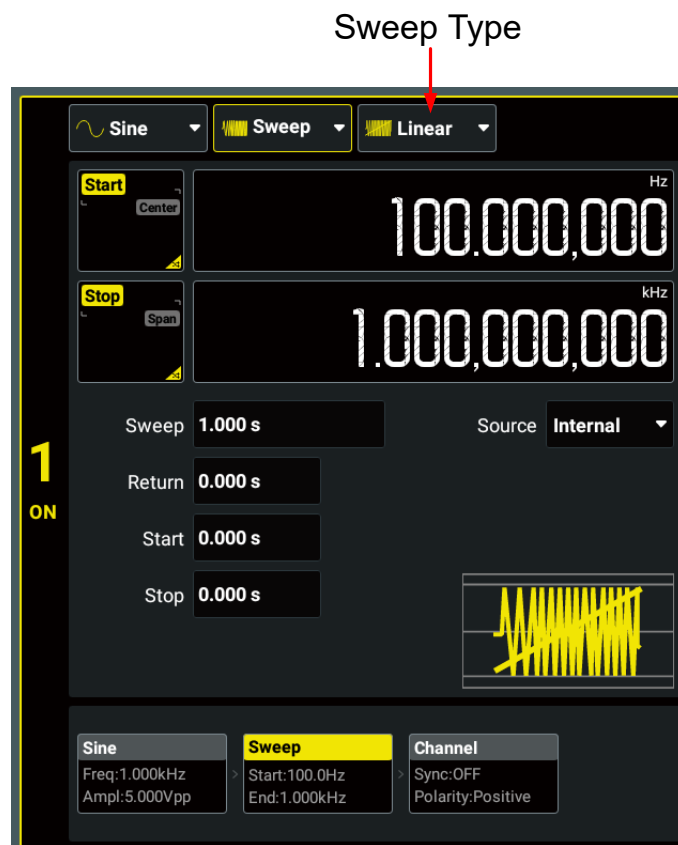 Sweep Type
Sine Sweep Linear
Start Hz
Center
100.000,000
Stop kHz
Span
1.000,000,000
Sweep 1.000 s Source Internal
1
Return 0.000 s
ON
Start 0.000 s
Stop 0.000 s
Sine Sweep Channel
Freq:1.000kHz > Start:100.0Hz > Sync:OFF
Ampl:5.000Vpp End:1.000kHz Polarity:Positive